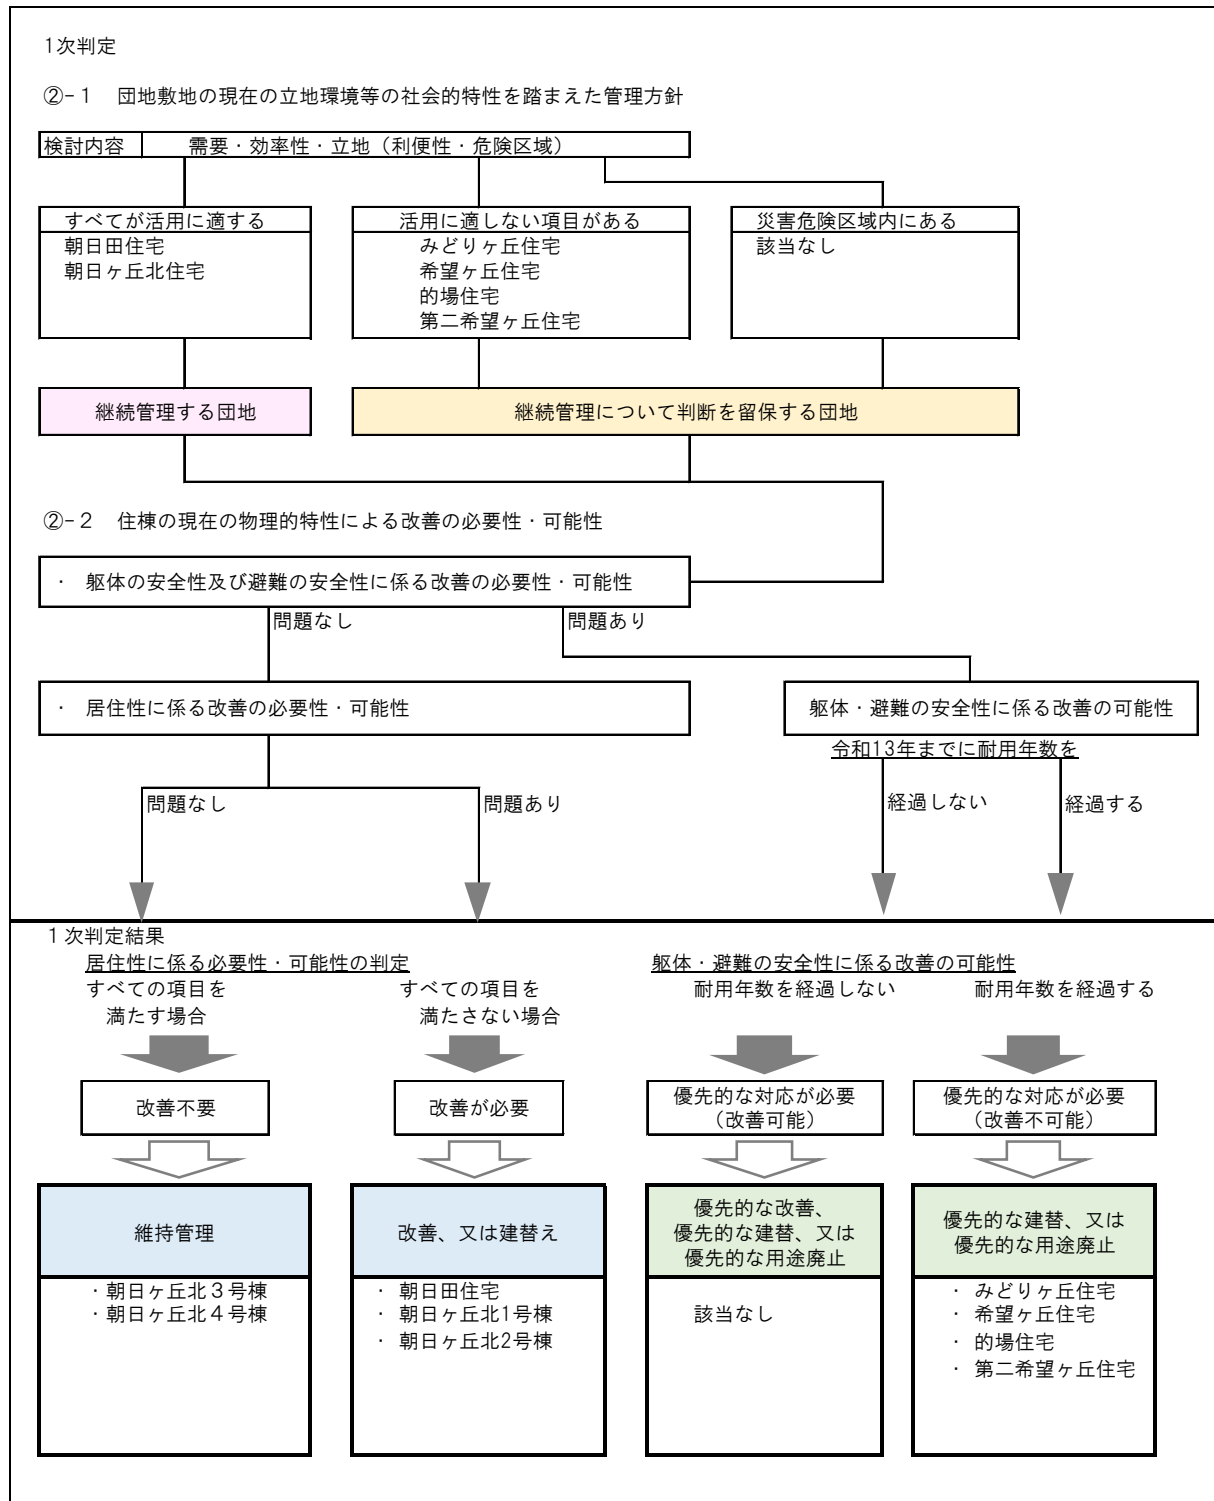 1次判定
②-1 団地敷地の現在の立地環境等の社会的特性を踏まえた管理方針
検討内容 需要・効率性・立地（利便性・危険区域）
すべてが活用に適する
朝日田住宅
朝日ヶ丘北住宅
活用に適しない項目がある
みどりヶ丘住宅
希望ヶ丘住宅
的場住宅
第二希望ヶ丘住宅
災害危険区域内にある
該当なし
継続管理する団地
継続管理について判断を留保する団地
②-2 住棟の現在の物理的特性による改善の必要性・可能性
・ 躯体の安全性及び避難の安全性に係る改善の必要性・可能性
問題なし
問題あり
・ 居住性に係る改善の必要性・可能性
躯体・避難の安全性に係る改善の可能性
令和13年までに耐用年数を
問題なし
問題あり
経過しない
経過する
1次判定結果
居住性に係る必要性・可能性の判定
躯体・避難の安全性に係る改善の可能性
すべての項目を
満たす場合
すべての項目を
満たさない場合
耐用年数を経過しない
耐用年数を経過する
改善不要
改善が必要
優先的な対応が必要
（改善可能）
優先的な対応が必要
（改善不可能）
維持管理
改善、又は建替え
優先的な改善、
優先的な建替、又は
優先的な用途廃止
優先的な建替、又は
優先的な用途廃止
・朝日ヶ丘北３号棟
・朝日ヶ丘北４号棟
・ 朝日田住宅
・ 朝日ヶ丘北1号棟
・ 朝日ヶ丘北2号棟
該当なし
・ みどりヶ丘住宅
・ 希望ヶ丘住宅
・ 的場住宅
・ 第二希望ヶ丘住宅